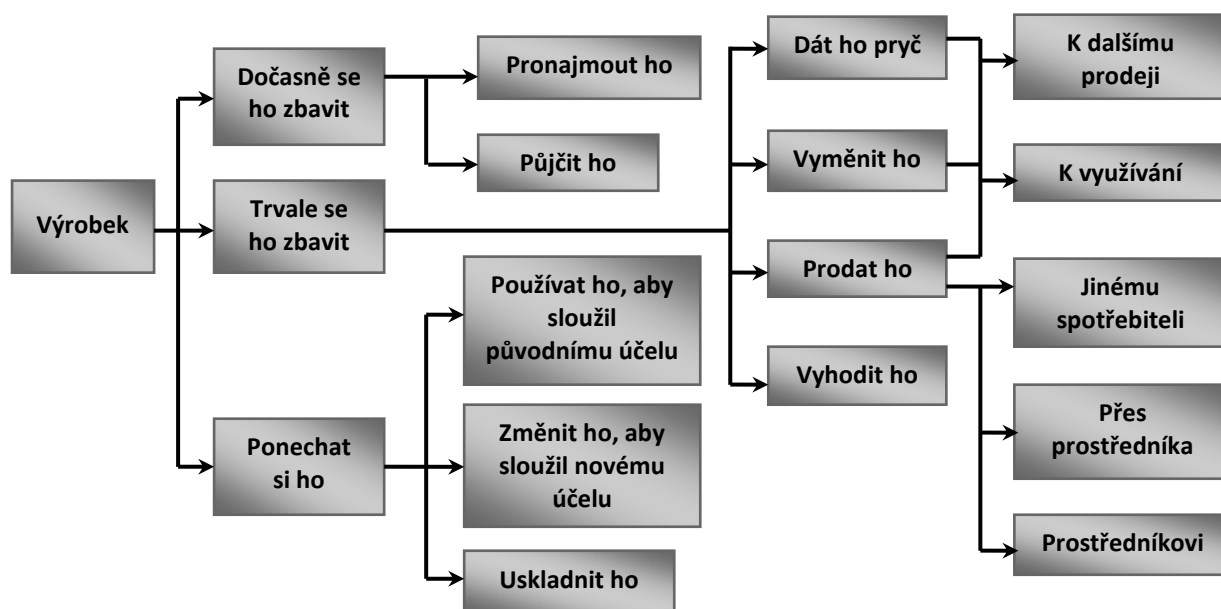 Výrobek
Dočasně se
ho zbavit
Trvale se
ho zbavit
Ponechat
si ho
Pronajmout ho
Půjčit ho
Používat ho, aby
sloužil
původnímu účelu
Změnit ho, aby
sloužil novému
účelu
Uskladnit ho
Dát ho pryč
Vyměnit ho
Prodat ho
Vyhodit ho
K dalšímu
prodeji
K využívání
Jinému
spotřebiteli
Přes
prostředníka
Prostředníkovi